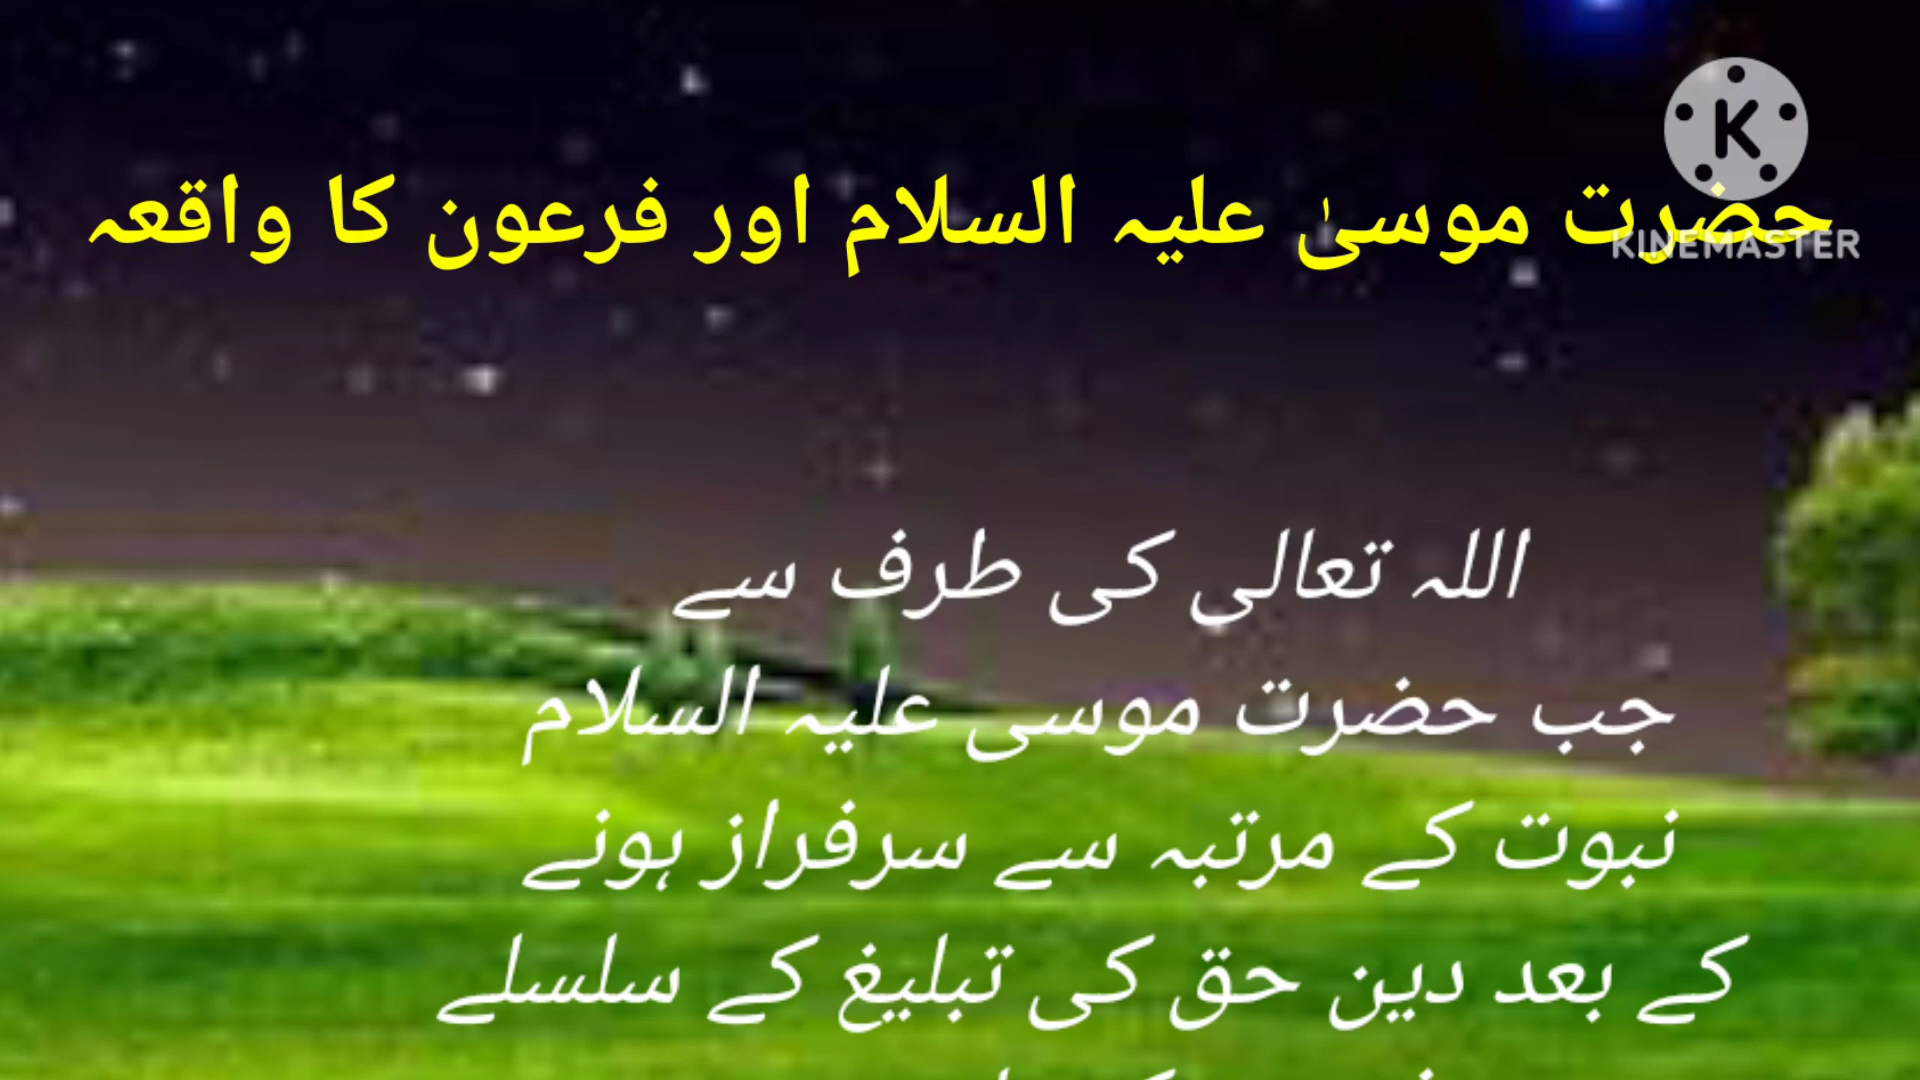 حضرت موسیٰ علیہ السلام اور فرعون کا واقعہ
K
KINEMASTER
اللہ تعالی کی طرف سے
جب حضرت موسی علیہ السلام
نبوت کے مرتبہ سے سرفراز ہونے
کے بعد دین حق کی تبلیغ کے سلسلے